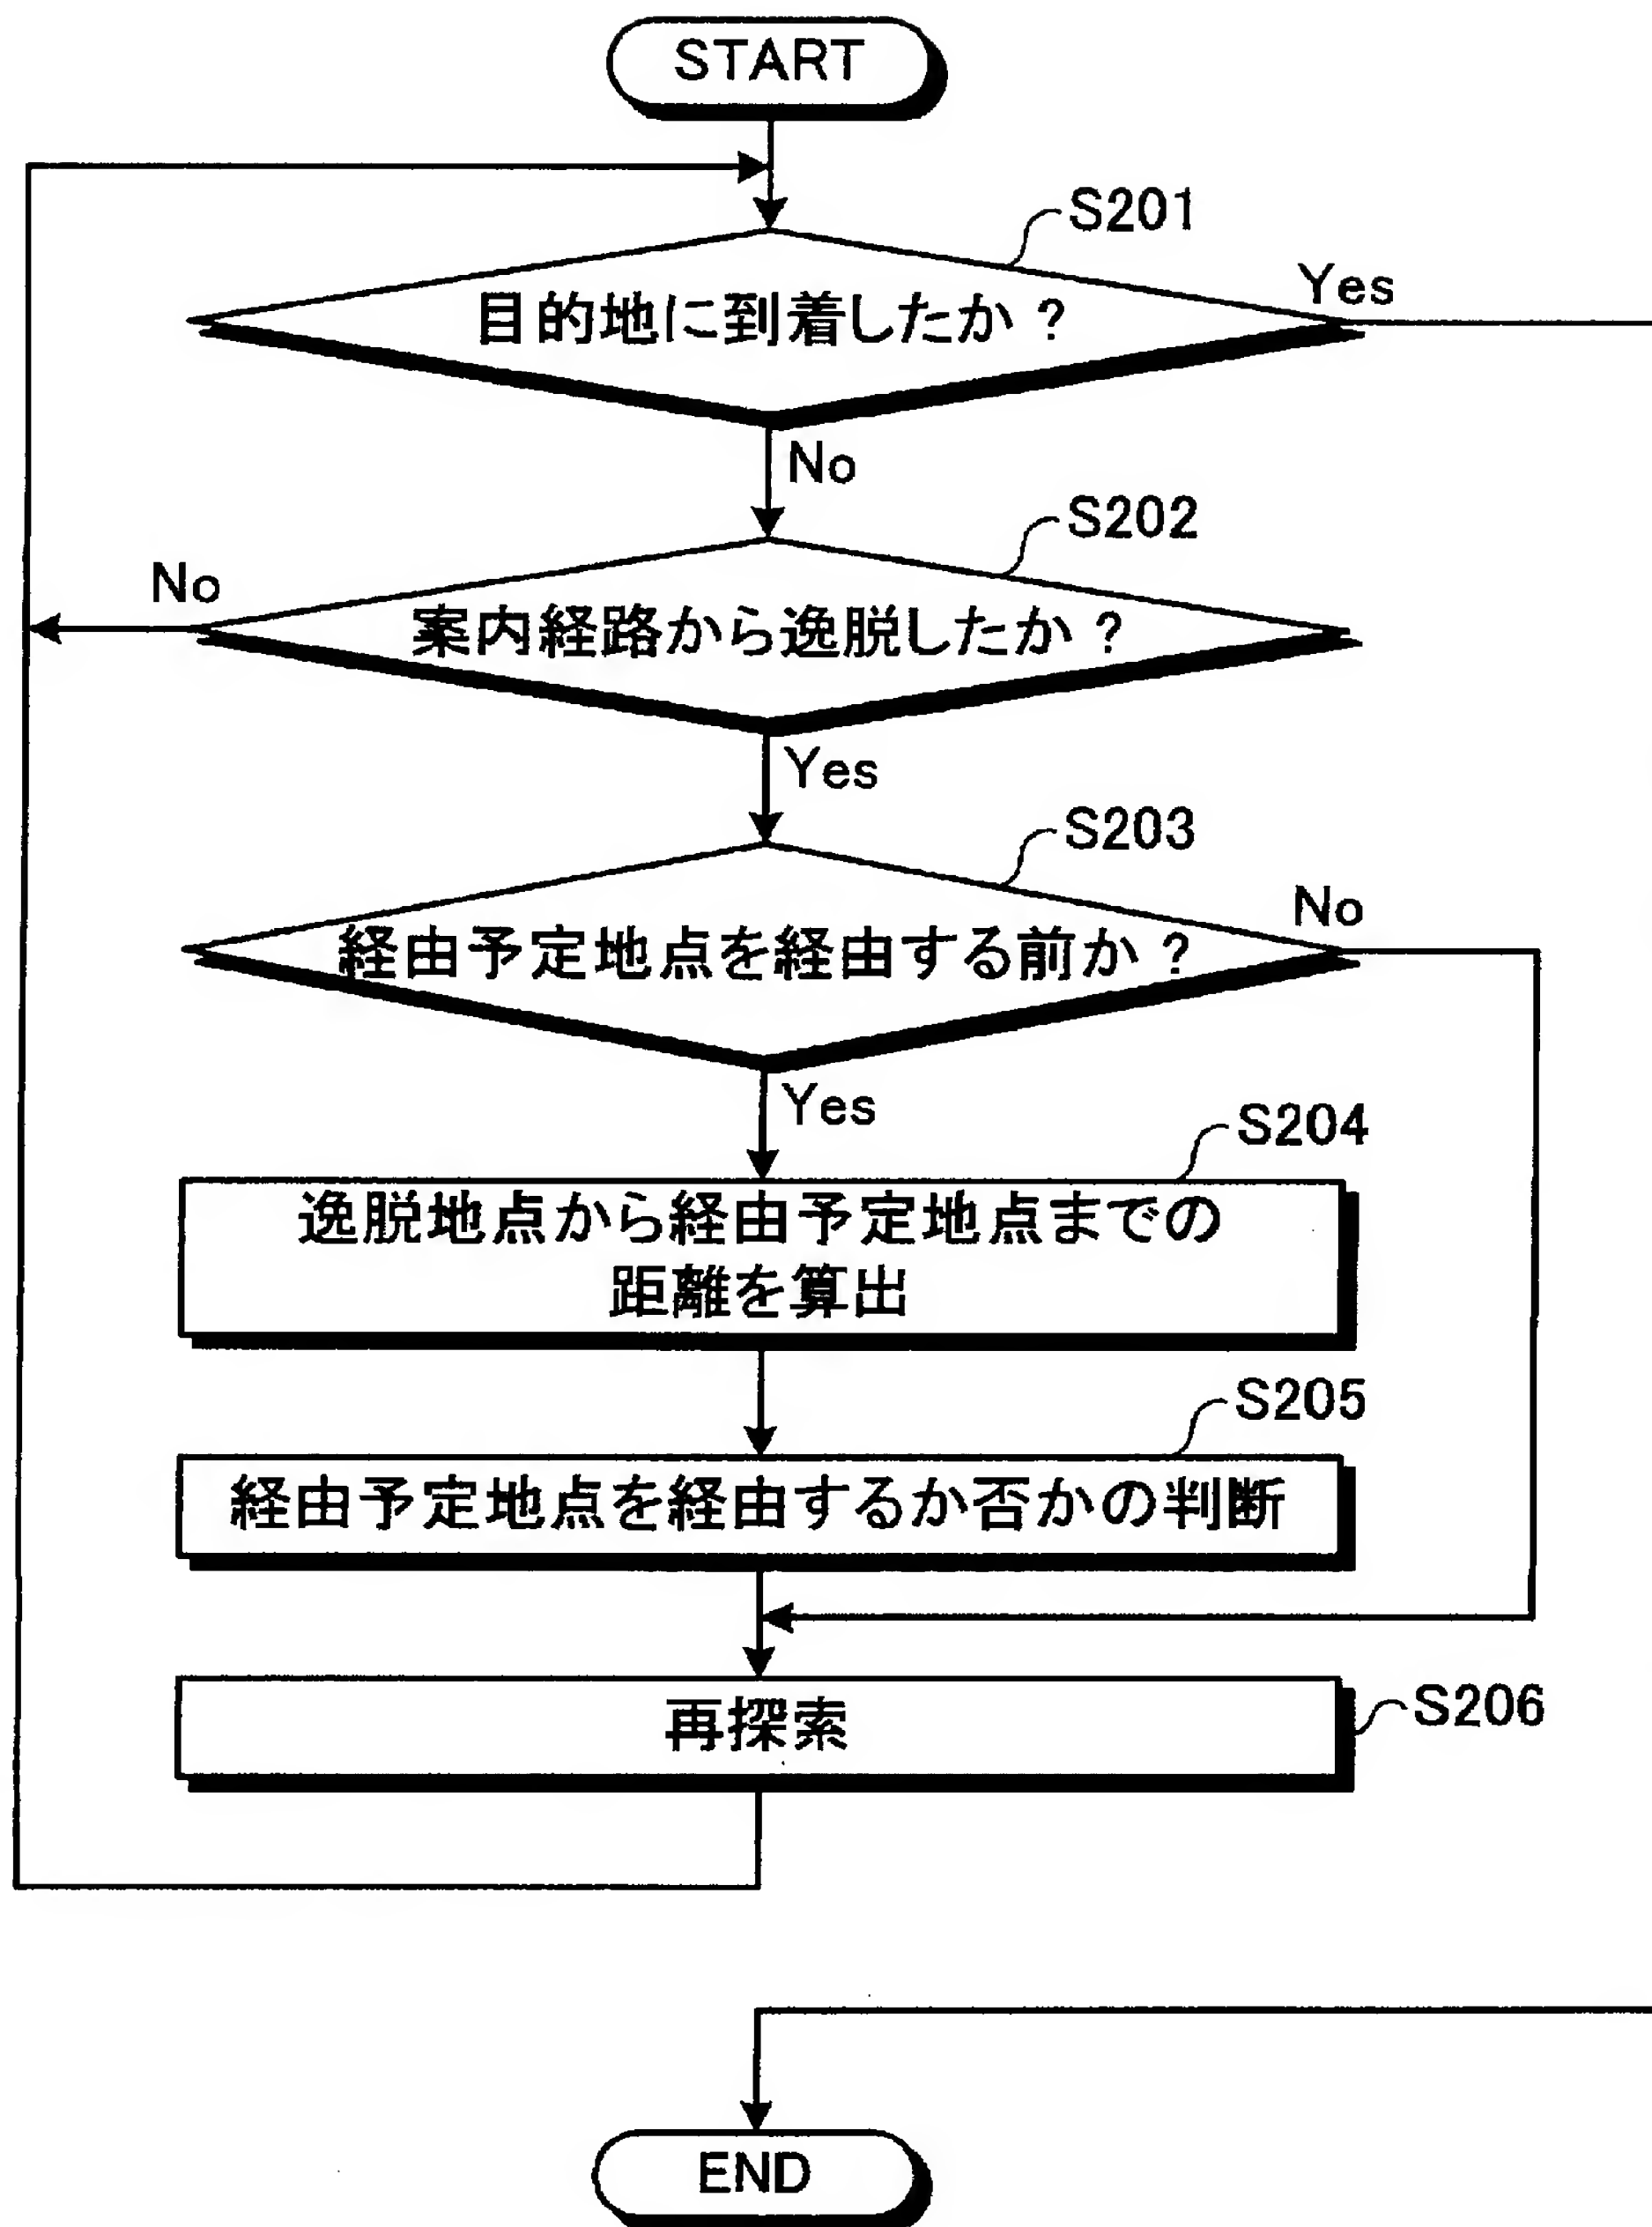 START
S201
目的地に到着したか?
Yes
No
S202
No
案内経路から逸脱したか?
Yes
S203
No
経由予定地点を経由する前か?
Yes
S204
逸脱地点から経由予定地点までの
距離を算出
S205
経由予定地点を経由するか否かの判断
再探索
S206
END